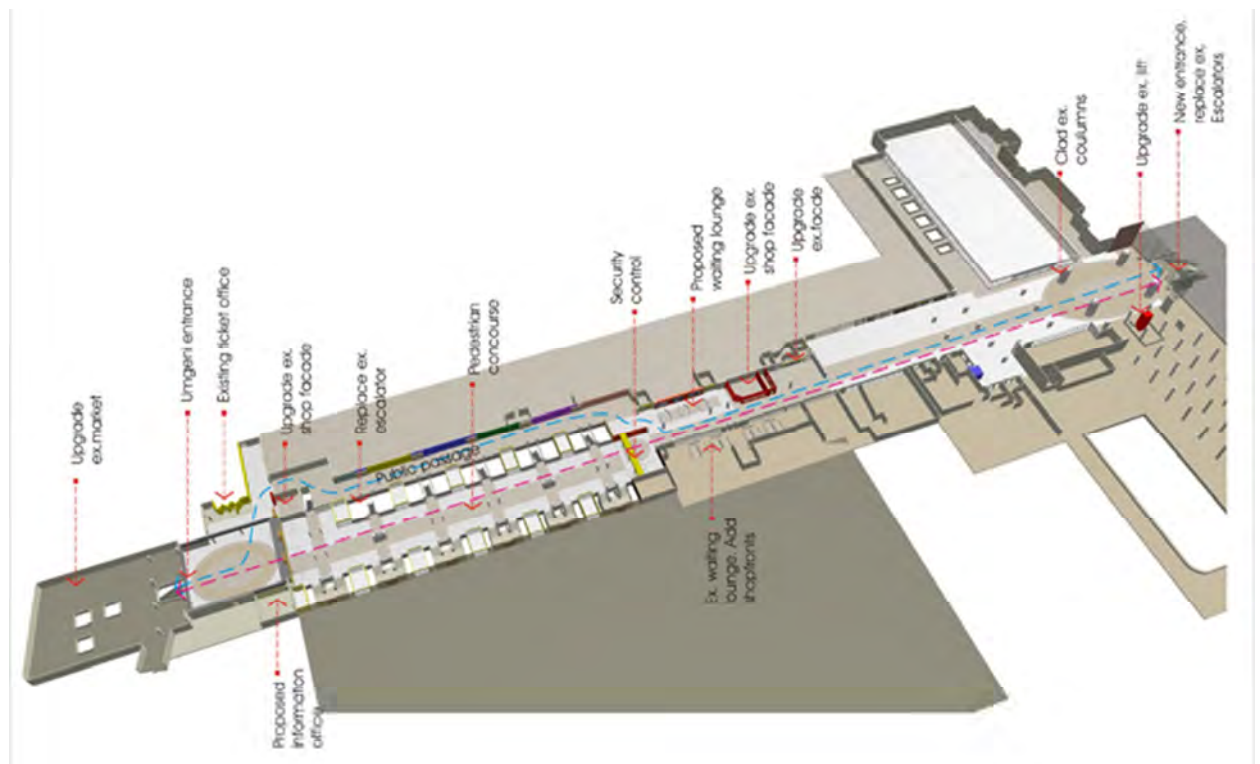 Upgrade
ex.market
Umgeni entrance
Existing ticket office
Upgrade ex.
shop facade
Replace ex.
escalator
Pedestrian
concourse
Security
control
Proposed
waiting lounge
Upgrade ex.
shop facade
Upgrade
ex.facde
Clad ex.
coulumns
Upgrade ex. lift
New entrance,
replace ex.
Escalators
Public passage
Proposed
information
office
Ex. waiting
lounge. Add
shopfronts